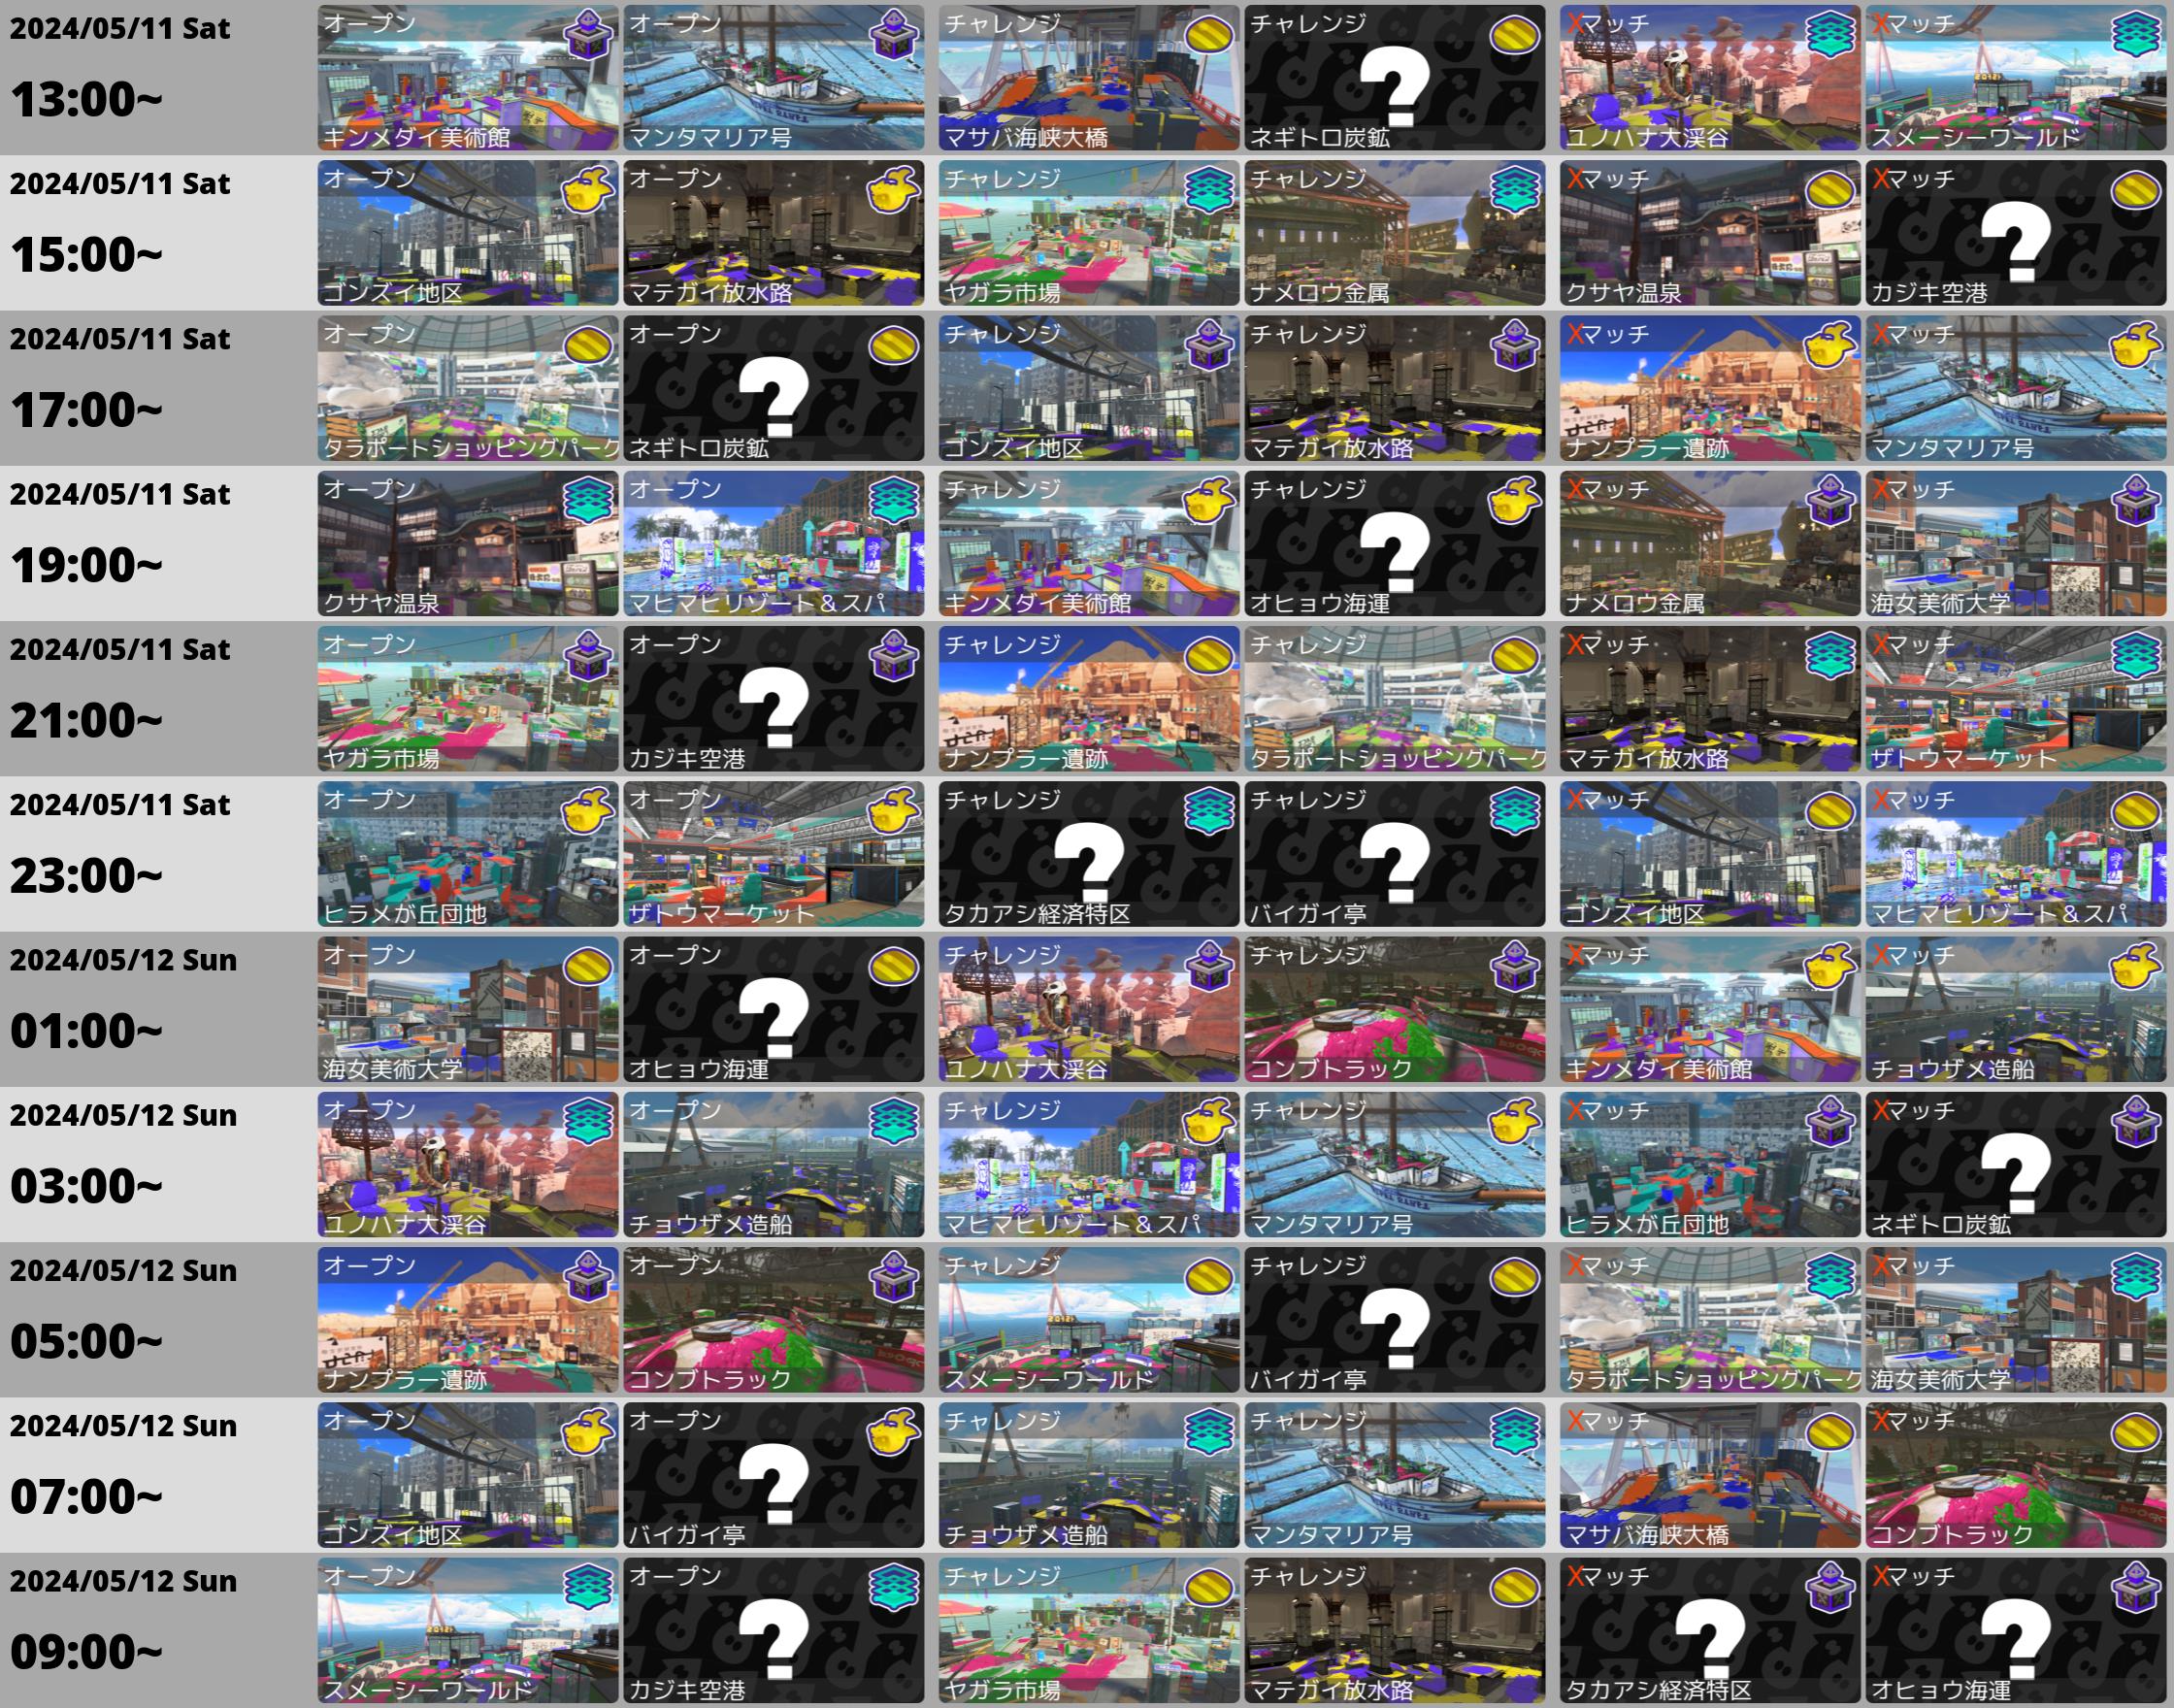 2024/05/11 Sat
13:00~
オープン
キンメダイ美術館
オープン
マンタマリア号
チャレンジ
マサバ海峡大橋
チャレンジ
?
ネギトロ炭鉱
Xマッチ
ユノハナ大渓谷
Xマッチ
スメーシーワールド
2024/05/11 Sat
15:00~
オープン
ゴンズイ地区
オープン
マテガイ放水路
チャレンジ
ヤガラ市場
チャレンジ
ナメロウ金属
Xマッチ
クサヤ温泉
Xマッチ
?
カジキ空港
2024/05/11 Sat
17:00~
オープン
タラポートショッピングパーク
オープン
?
ネギトロ炭鉱
チャレンジ
ゴンズイ地区
チャレンジ
マテガイ放水路
Xマッチ
ナンプラー遺跡
Xマッチ
マンタマリア号
2024/05/11 Sat
19:00~
オープン
クサヤ温泉
オープン
マヒマヒリゾート＆スパ
チャレンジ
キンメダイ美術館
チャレンジ
?
オヒョウ海運
Xマッチ
ナメロウ金属
Xマッチ
海女美術大学
2024/05/11 Sat
21:00~
オープン
ヤガラ市場
オープン
?
カジキ空港
チャレンジ
ナンプラー遺跡
チャレンジ
タラポートショッピングパーク
Xマッチ
マテガイ放水路
Xマッチ
ザトウマーケット
2024/05/11 Sat
23:00~
オープン
ヒラメが丘団地
オープン
ザトウマーケット
チャレンジ
?
タカアシ経済特区
チャレンジ
?
バイガイ亭
Xマッチ
ゴンズイ地区
Xマッチ
マヒマヒリゾート＆スパ
2024/05/12 Sun
01:00~
オープン
海女美術大学
オープン
?
オヒョウ海運
チャレンジ
ユノハナ大渓谷
チャレンジ
コンブトラック
Xマッチ
キンメダイ美術館
Xマッチ
チョウザメ造船
2024/05/12 Sun
03:00~
オープン
ユノハナ大渓谷
オープン
チョウザメ造船
チャレンジ
マヒマヒリゾート＆スパ
チャレンジ
マンタマリア号
Xマッチ
ヒラメが丘団地
Xマッチ
?
ネギトロ炭鉱
2024/05/12 Sun
05:00~
オープン
ナンプラー遺跡
オープン
コンブトラック
チャレンジ
スメーシーワールド
チャレンジ
?
バイガイ亭
Xマッチ
タラポートショッピングパーク
Xマッチ
海女美術大学
2024/05/12 Sun
07:00~
オープン
ゴンズイ地区
オープン
?
バイガイ亭
チャレンジ
チョウザメ造船
チャレンジ
マンタマリア号
Xマッチ
マサバ海峡大橋
Xマッチ
コンブトラック
2024/05/12 Sun
09:00~
オープン
スメーシーワールド
オープン
?
カジキ空港
チャレンジ
ヤガラ市場
チャレンジ
マテガイ放水路
Xマッチ
?
タカアシ経済特区
Xマッチ
?
オヒョウ海運